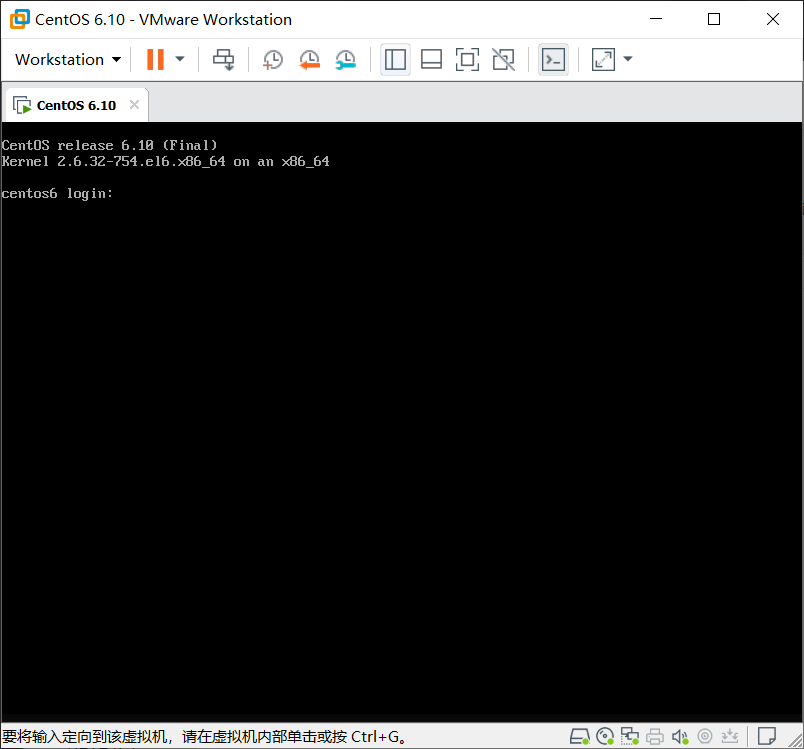 CentOS 6.10 - VMware Workstation
Workstation
CentOS 6.10
CentOS release 6.10 (Final)
Kernel 2.6.32-754.el6.x86_64 on an x86_64
centos6 login:
要将输入定向到该虚拟机，请在虚拟机内部单击或按 Ctrl+G。